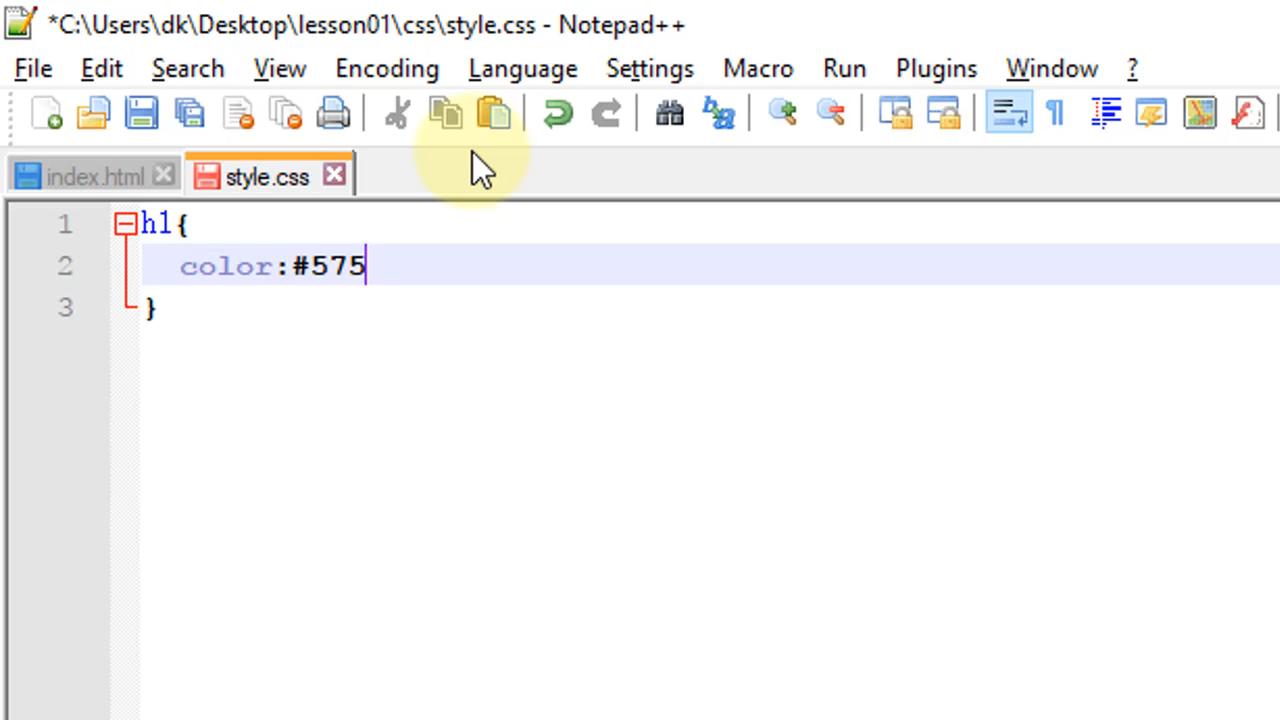 *C:\Users\dk\Desktop\lesson01\css\style.css - Notepad++
File Edit Search View Encoding Language Settings Macro Run Plugins Window ?
index.html style.css
1 h1{
2 color:#575
3 }